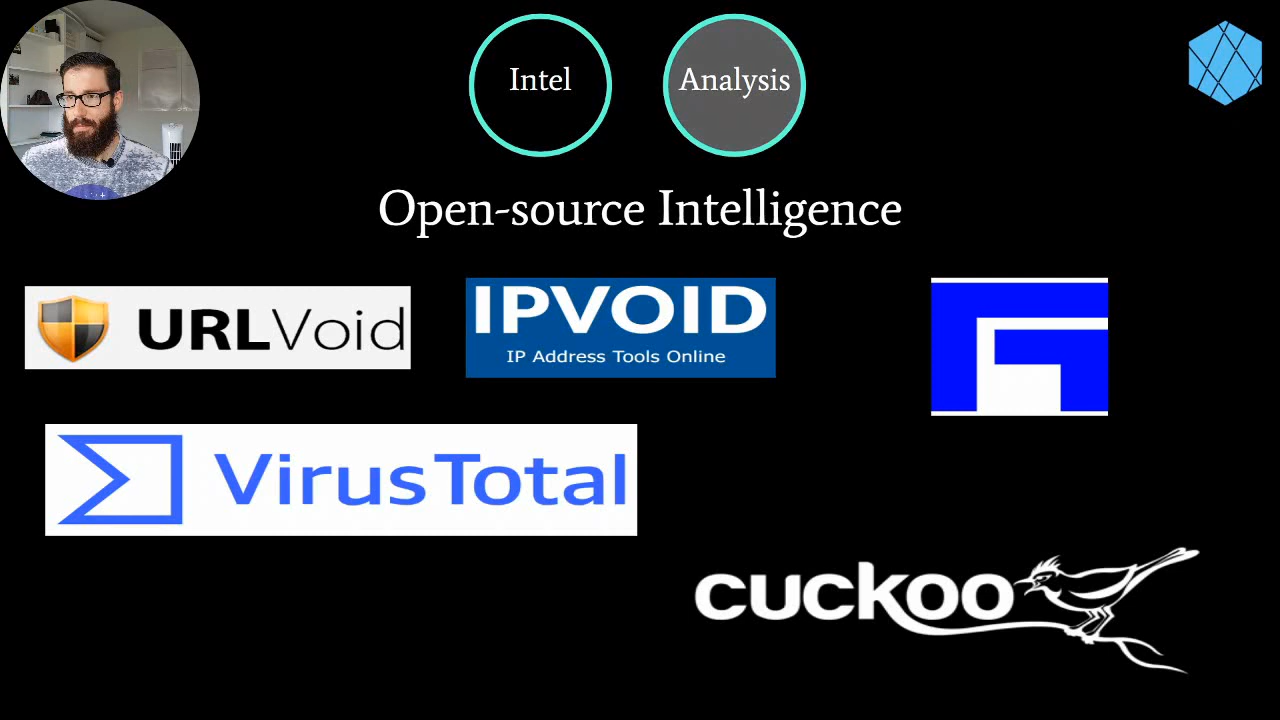 Intel
Analysis
Open-source Intelligence
URLVoid
IPVOID
IP Address Tools Online
VirusTotal
cuckoo